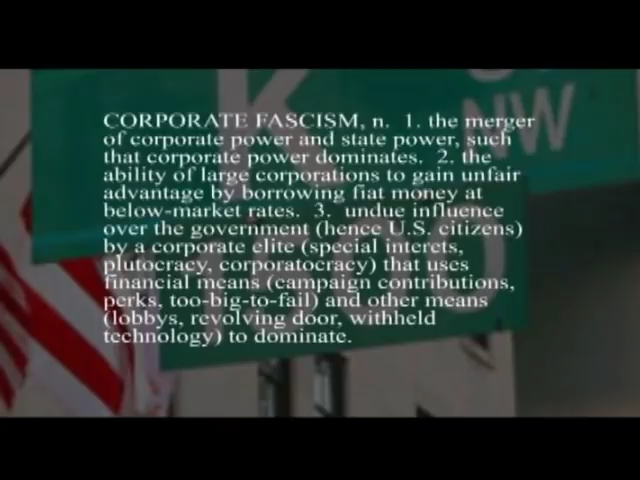 K
NW
CORPORATE FASCISM, n. 1. the merger
of corporate power and state power, such
that corporate power dominates. 2. the
ability of large corporations to gain unfair
advantage by borrowing fiat money at
below-market rates. 3. undue influence
over the government (hence U.S. citizens)
by a corporate elite (special intercts,
plutocracy, corporatocracy) that uses
financial means (campaign contributions,
perks, too-big-to-fail) and other means
(lobbys, revolving door, withheld
technology) to dominate.